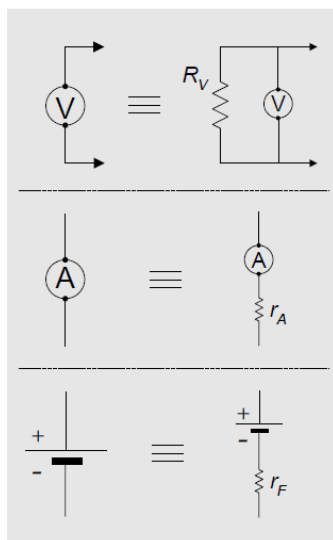 V ≡ R_V V
A ≡ A
r_A
+ - ≡ + -
r_F